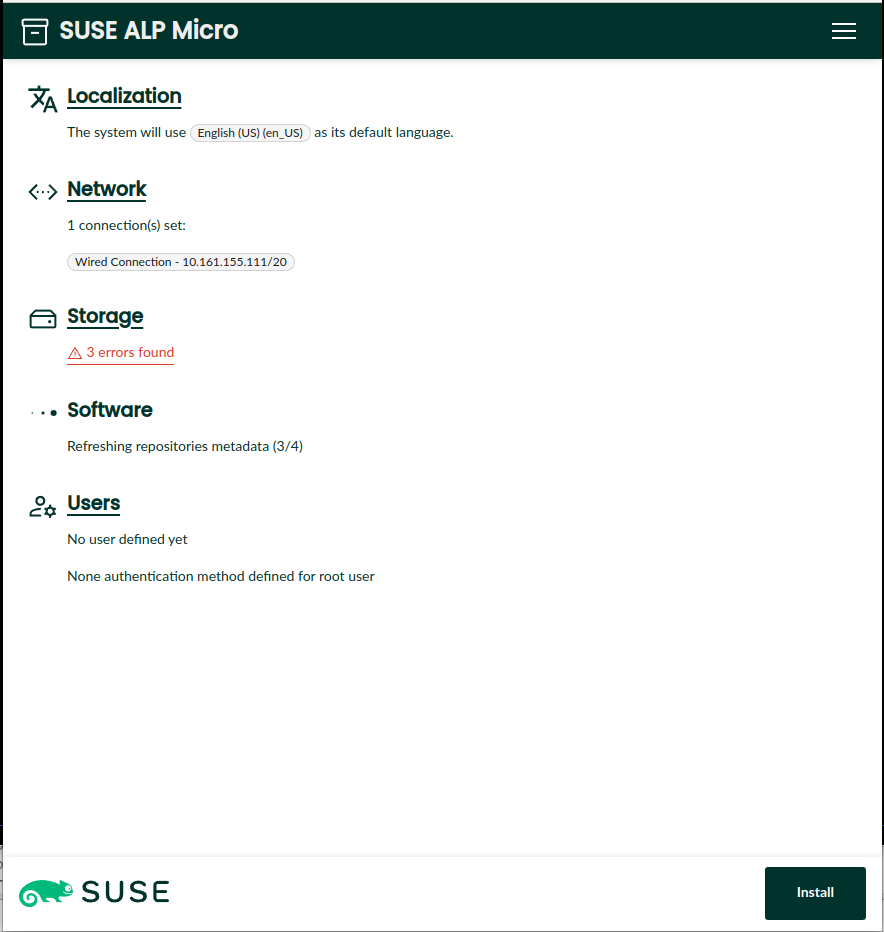 SUSE ALP Micro
Localization
The system will use English (US) (en_US) as its default language.
Network
1 connection(s) set:
Wired Connection - 10.161.155.111/20
Storage
3 errors found
Software
Refreshing repositories metadata (3/4)
Users
No user defined yet
None authentication method defined for root user
SUSE
Install